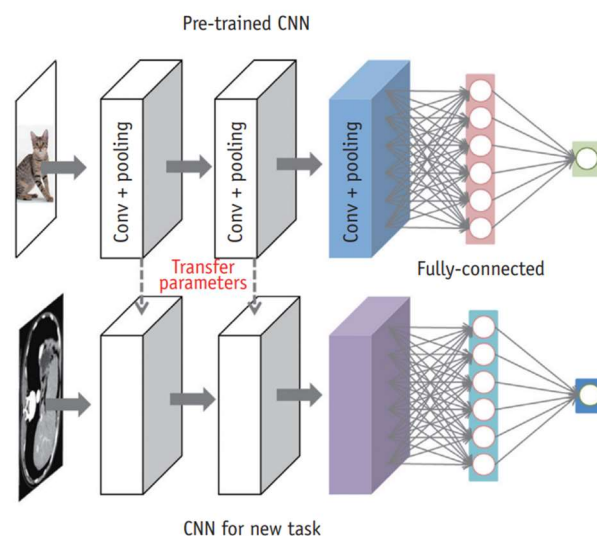 Pre-trained CNN
Conv + pooling
Conv + pooling
Conv + pooling
Transfer
parameters
Fully-connected
CNN for new task